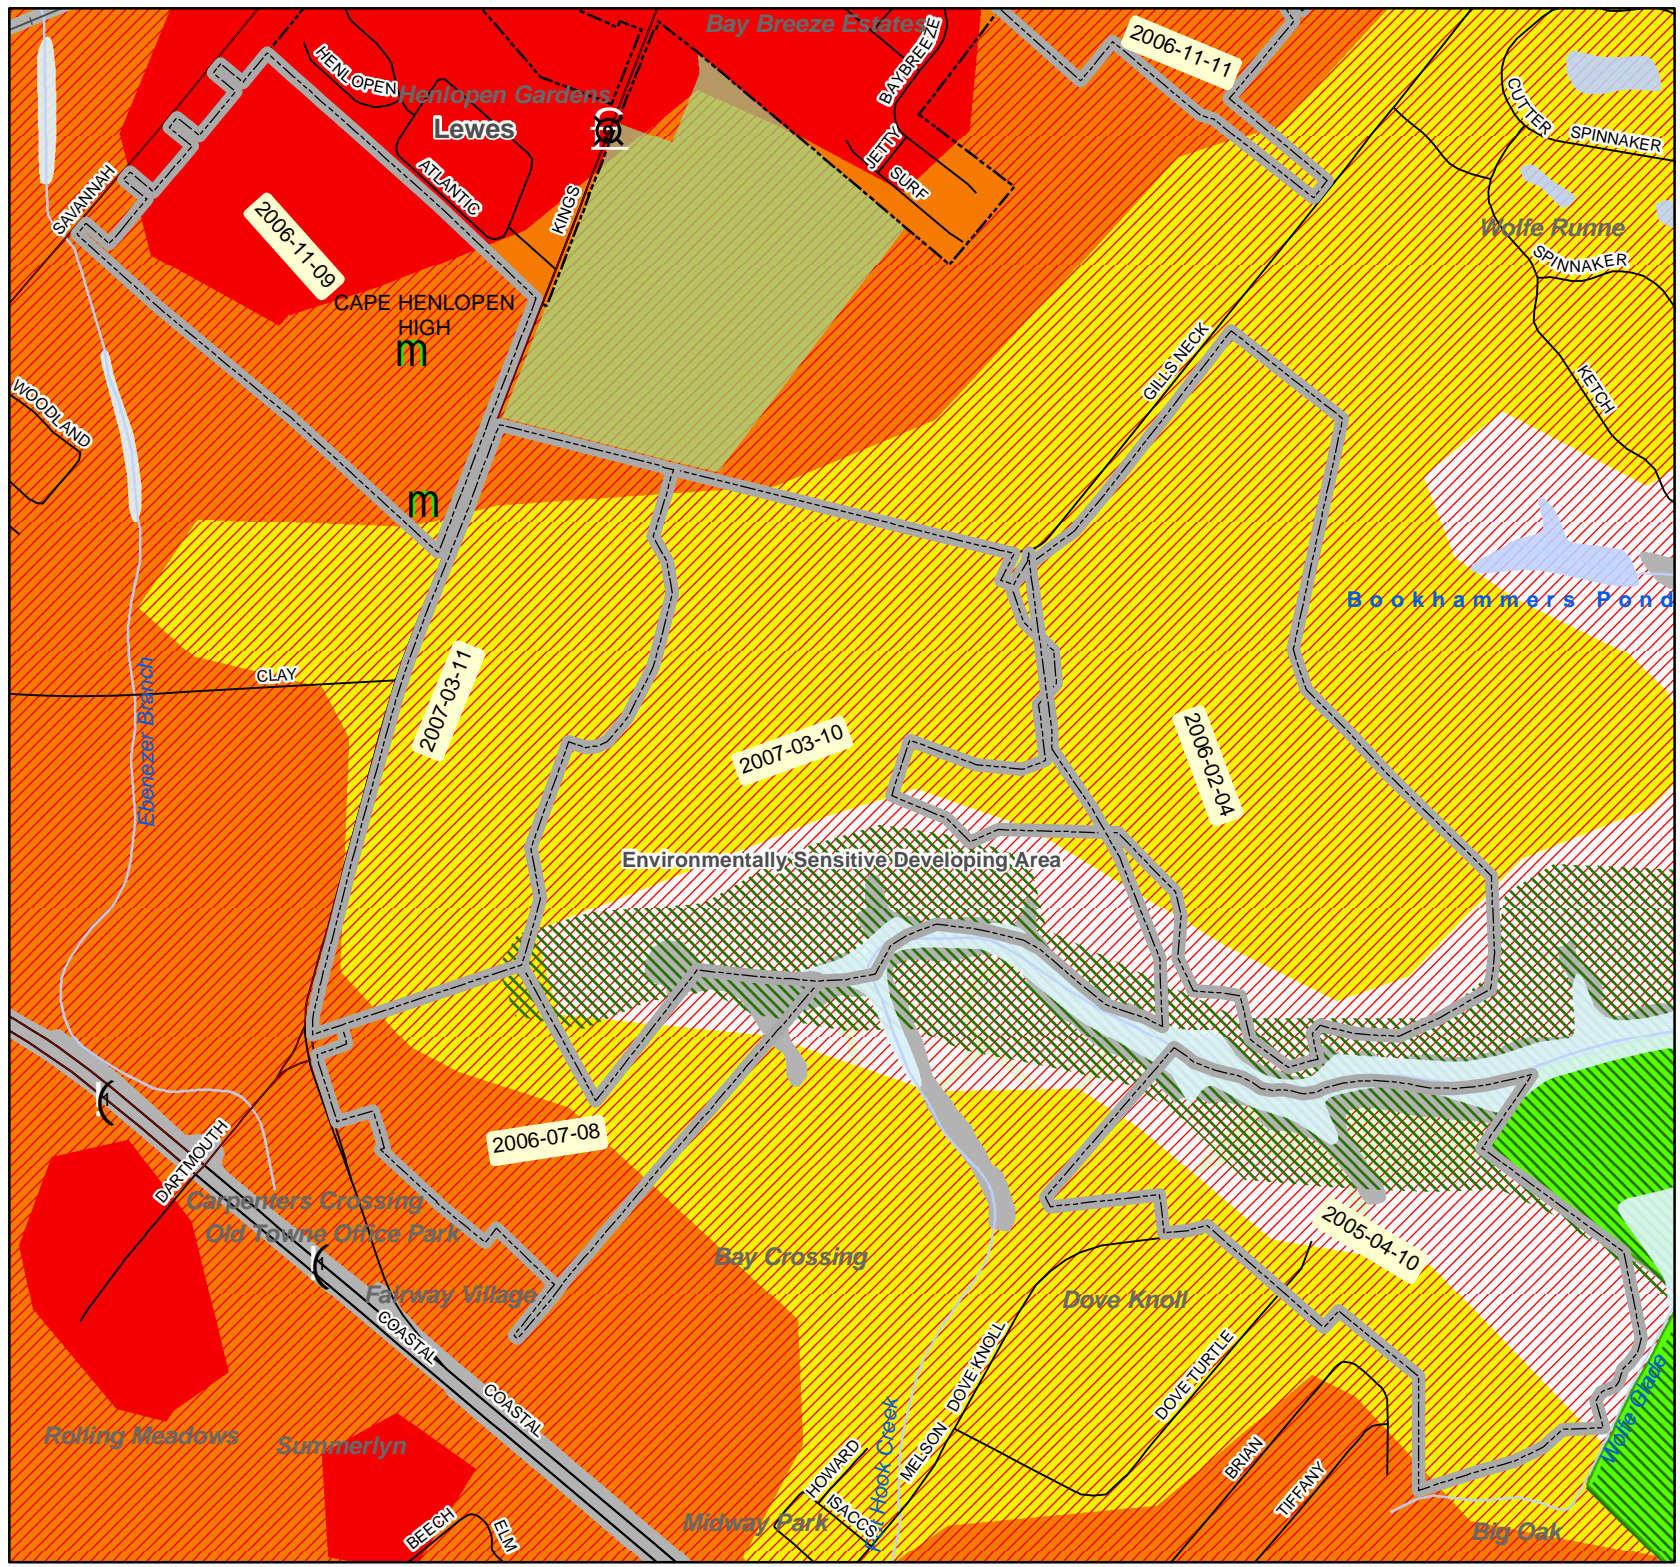 Bay Breeze Estates
2006-11-11
HENLOPEN
BAYBREEZE
CUTTER
SPINNAKER
Henlopen Gardens
Lewes
9
JETTY
SURF
SAVANNAH
ATLANTIC
KINGS
2006-11-09
Wolfe Runne
SPINNAKER
CAPE HENLOPEN
HIGH
m
GILLS NECK
KETCH
WOODLAND
m
Bookhammers Pond
CLAY
Ebenezer Branch
2007-03-11
2007-03-10
2006-02-04
Environmentally Sensitive Developing Area
1
DARTMOUTH
2006-07-08
Carpenters Crossing
Old Towne Office Park
1
Fairway Village
Bay Crossing
2005-04-10
Dove Knoll
COASTAL
COASTAL
DOVE KNOLL
DOVE TURTLE
Wolfe Glade
Rolling Meadows
Summerlyn
HOWARD
MELSON
ISACCS
Hook Creek
BRIAN
TIFFANY
BEECH
ELM
Midway Park
Big Oak